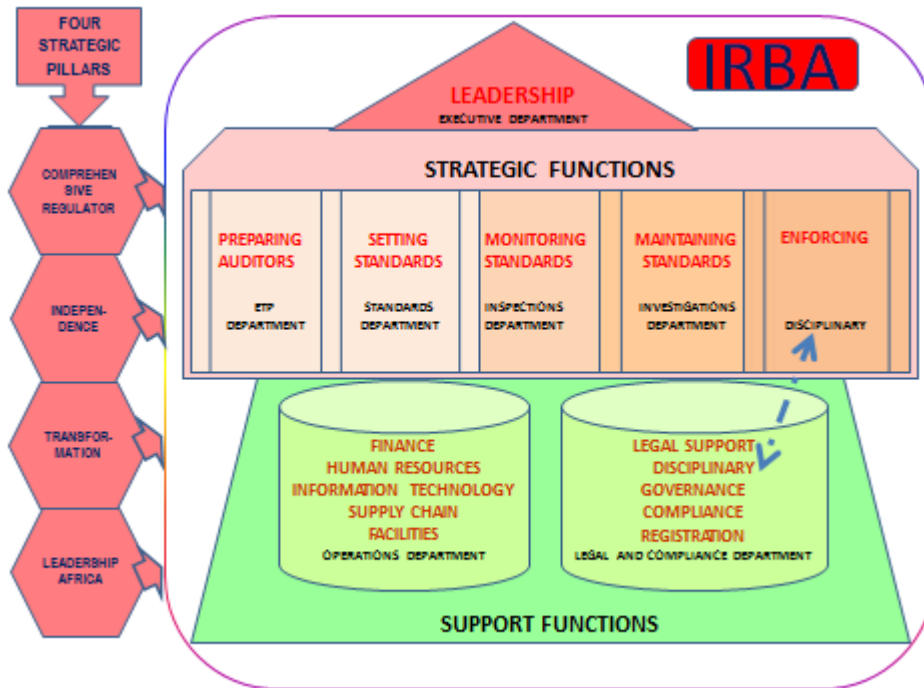 FOUR
STRATEGIC
PILLARS
COMPREHEN
SIVE
REGULATOR
INDEPEN-
DENCE
TRANSFOR-
MATION
LEADERSHIP
AFRICA
IRBA
LEADERSHIP
EXECUTIVE DEPARTMENT
STRATEGIC FUNCTIONS
PREPARING
AUDITORS
ETP
DEPARTMENT
SETTING
STANDARDS
STANDARDS
DEPARTMENT
MONITORING
STANDARDS
INSPECTIONS
DEPARTMENT
MAINTAINING
STANDARDS
INVESTIGATIONS
DEPARTMENT
ENFORCING
DISCIPLINARY
FINANCE
HUMAN RESOURCES
INFORMATION TECHNOLOGY
SUPPLY CHAIN
FACILITIES
OPERATIONS DEPARTMENT
LEGAL SUPPORT
DISCIPLINARY
GOVERNANCE
COMPLIANCE
REGISTRATION
LEGAL AND COMPLIANCE DEPARTMENT
SUPPORT FUNCTIONS